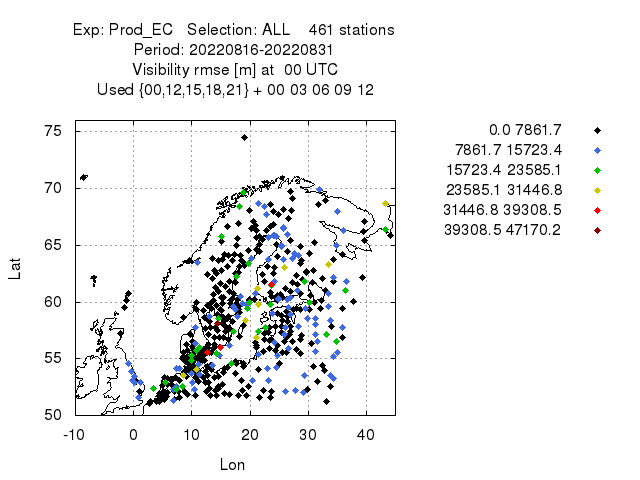 Exp: Prod_EC   Selection: ALL    461 stations
Period: 20220816-20220831
Visibility rmse [m] at  00 UTC
Used {00,12,15,18,21} + 00 03 06 09 12
0.0 7861.7
7861.7 15723.4
15723.4 23585.1
23585.1 31446.8
31446.8 39308.5
39308.5 47170.2
Lat
75
70
65
60
55
50
-10 0 10 20 30 40
Lon